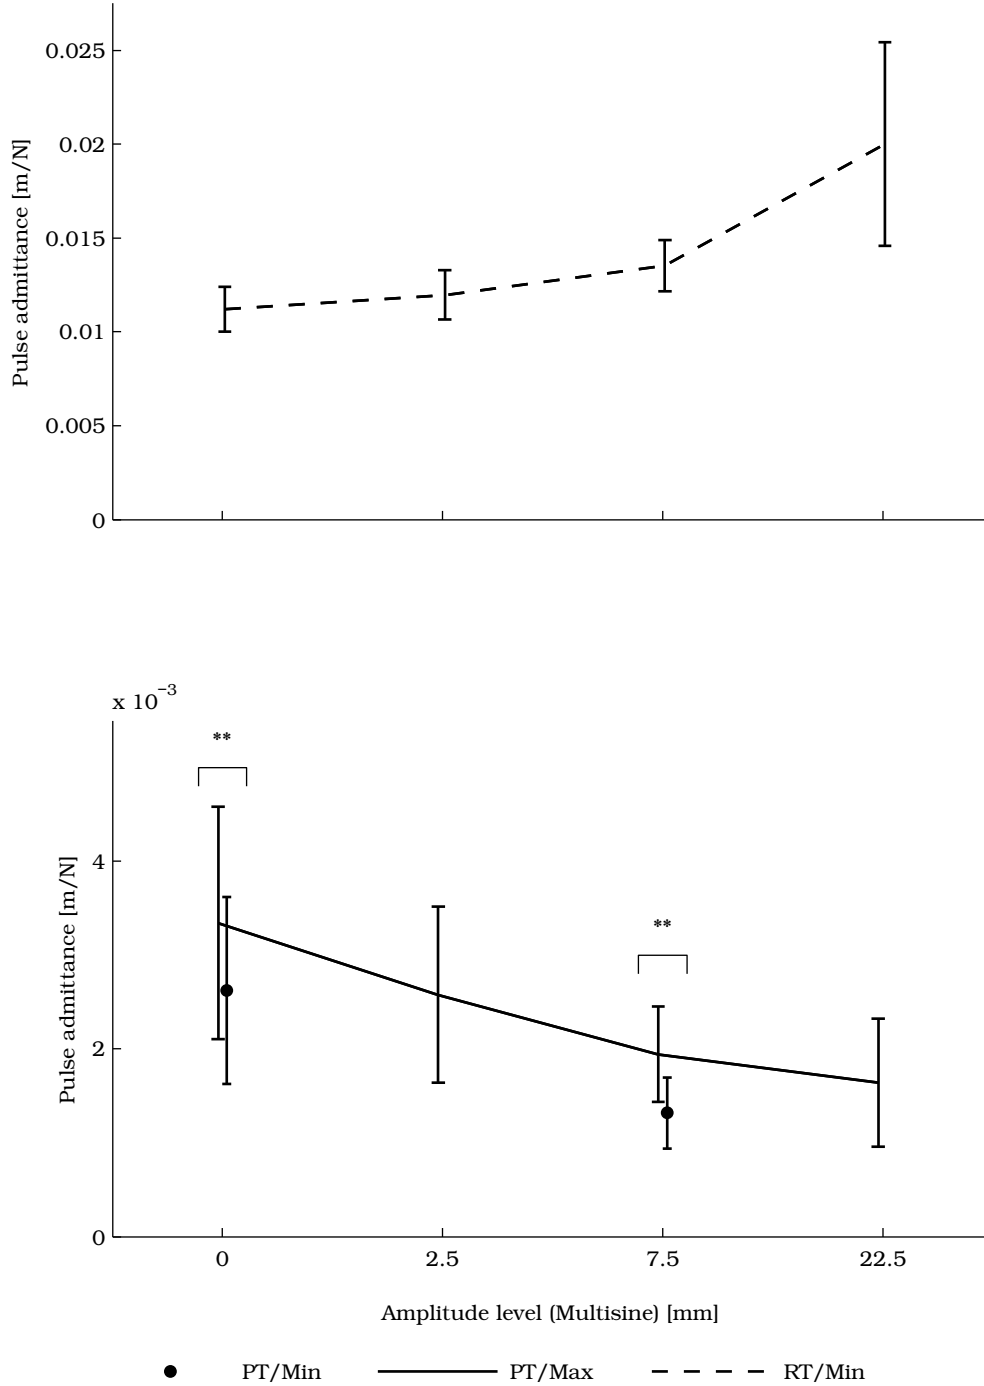 Pulse admittance [m/N]
0.025
0.02
0.015
0.01
0.005
0
x 10⁻³
**
**
Pulse admittance [m/N]
4
2
0
0 2.5 7.5 22.5
Amplitude level (Multisine) [mm]
PT/Min PT/Max RT/Min